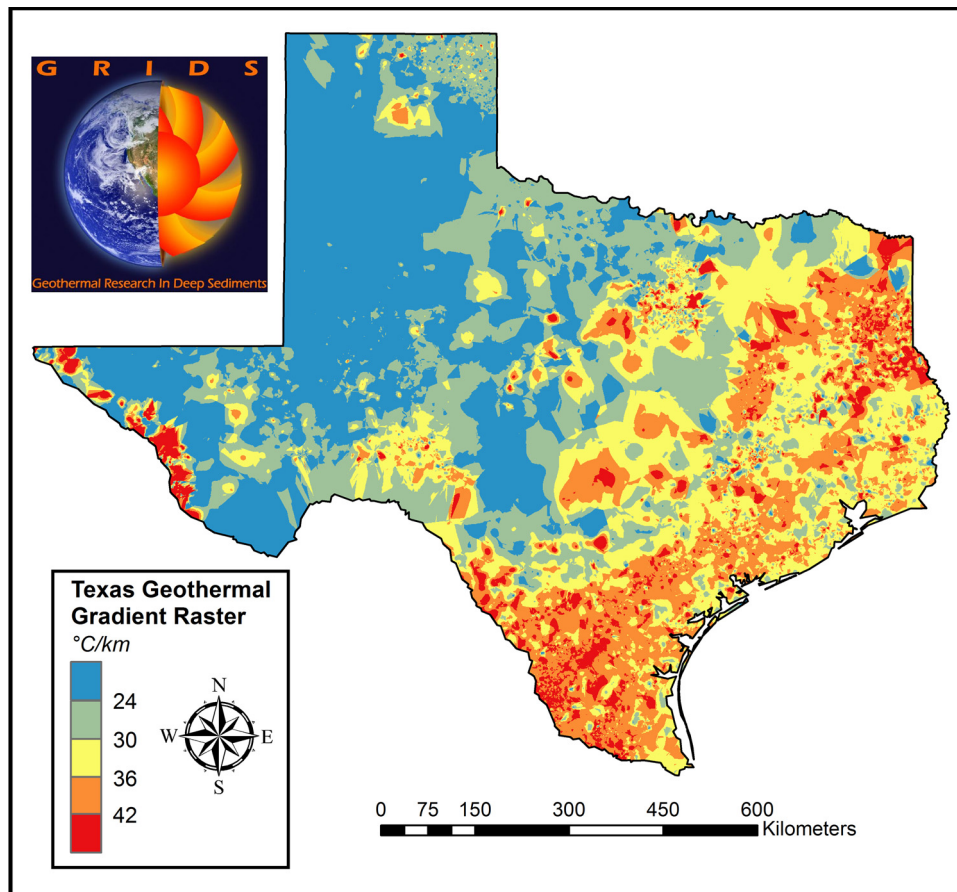 G R I D S
Geothermal Research In Deep Sediments
Texas Geothermal
Gradient Raster
°C/km
24
30
36
42
N
W E
S
0 75 150 300 450 600
Kilometers